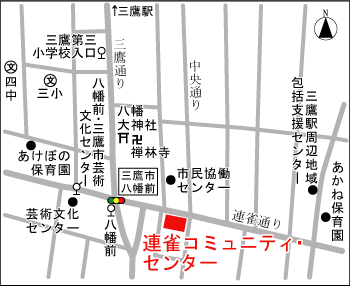 ↑三鷹駅
N
三鷹第三
小学校入口
三鷹通り
中央通り
文
四中
文
三小
八幡前・三鷹市芸術
文化センター
八幡
大神社
禅林寺
三鷹駅周辺地域
包括支援センター
あけぼの
保育園
三鷹市
八幡前
市民協働
センター
あかね保育園
芸術文化
センター
八幡前
連雀通り
連雀コミュニティ・
センター